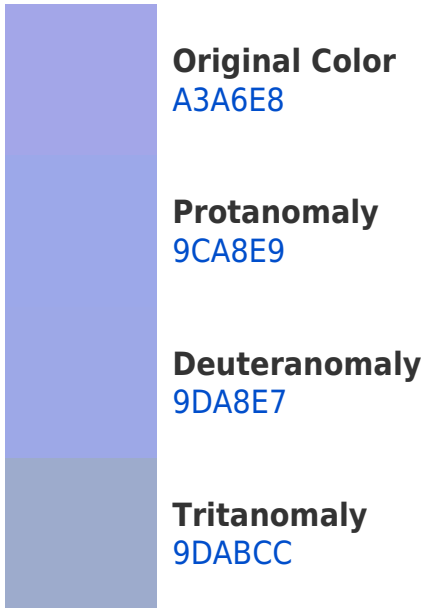 Original Color
A3A6E8
Protanomaly
9CA8E9
Deuteranomaly
9DA8E7
Tritanomaly
9DABCC